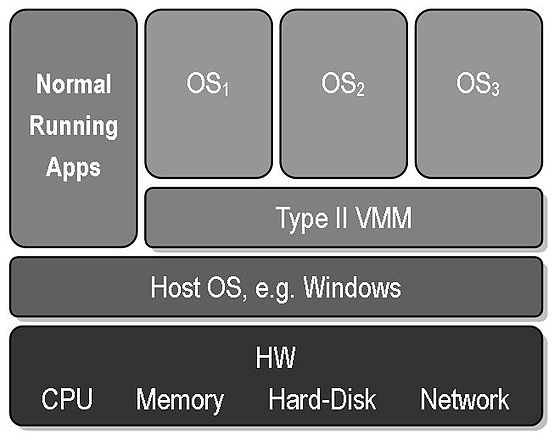 Normal
Running
Apps
OS₁
OS₂
OS₃
Type II VMM
Host OS, e.g. Windows
HW
CPU Memory Hard-Disk Network